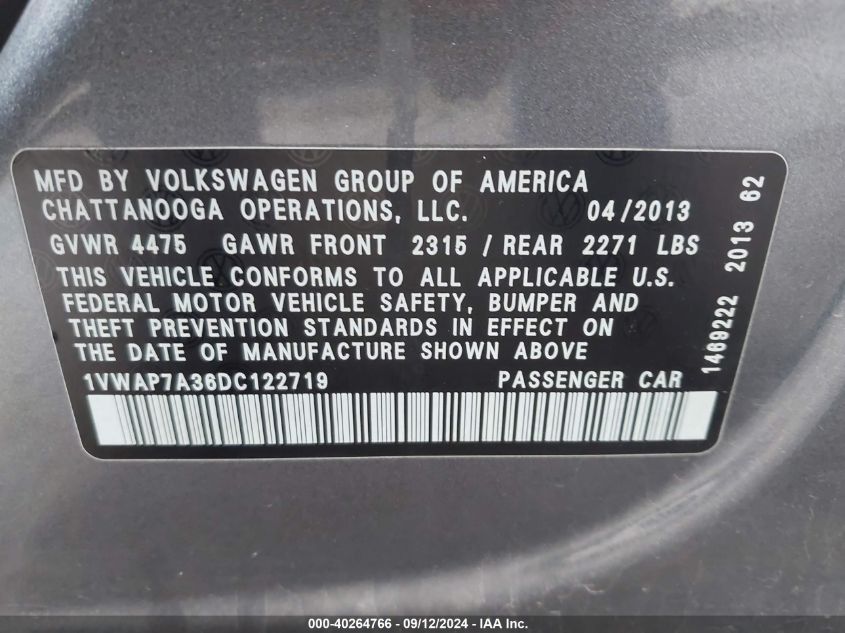 MFD BY VOLKSWAGEN GROUP OF AMERICA
CHATTANOOGA OPERATIONS, LLC. 04/2013
GVWR 4475 GAWR FRONT 2315 / REAR 2271 LBS
THIS VEHICLE CONFORMS TO ALL APPLICABLE U.S.
FEDERAL MOTOR VEHICLE SAFETY, BUMPER AND
THEFT PREVENTION STANDARDS IN EFFECT ON
THE DATE OF MANUFACTURE SHOWN ABOVE
1VWAP7A36DC122719 PASSENGER CAR
1469222 2013 62
000-40264766 - 09/12/2024 - IAA Inc.